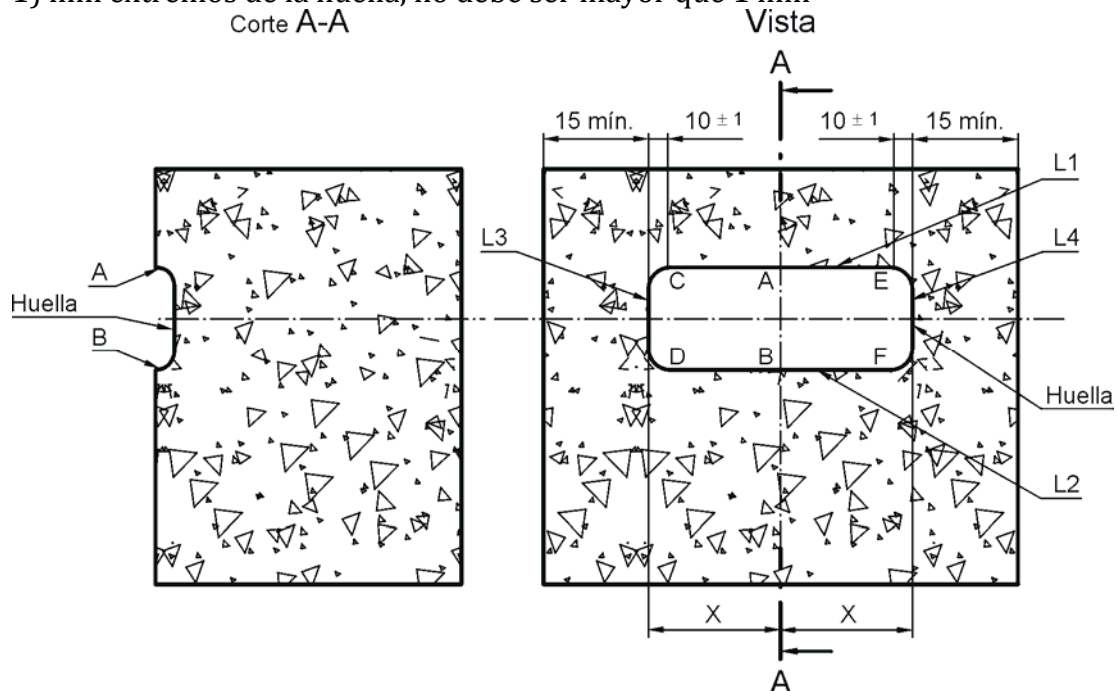 1) mm extremos de la huella, no debe ser mayor que 1 mm
Corte A-A
Vista
A
15 mín.
10 ± 1
10 ± 1
15 mín.
L1
L3
L4
A
C
A
E
Huella
B
D
B
F
Huella
L2
X
X
A